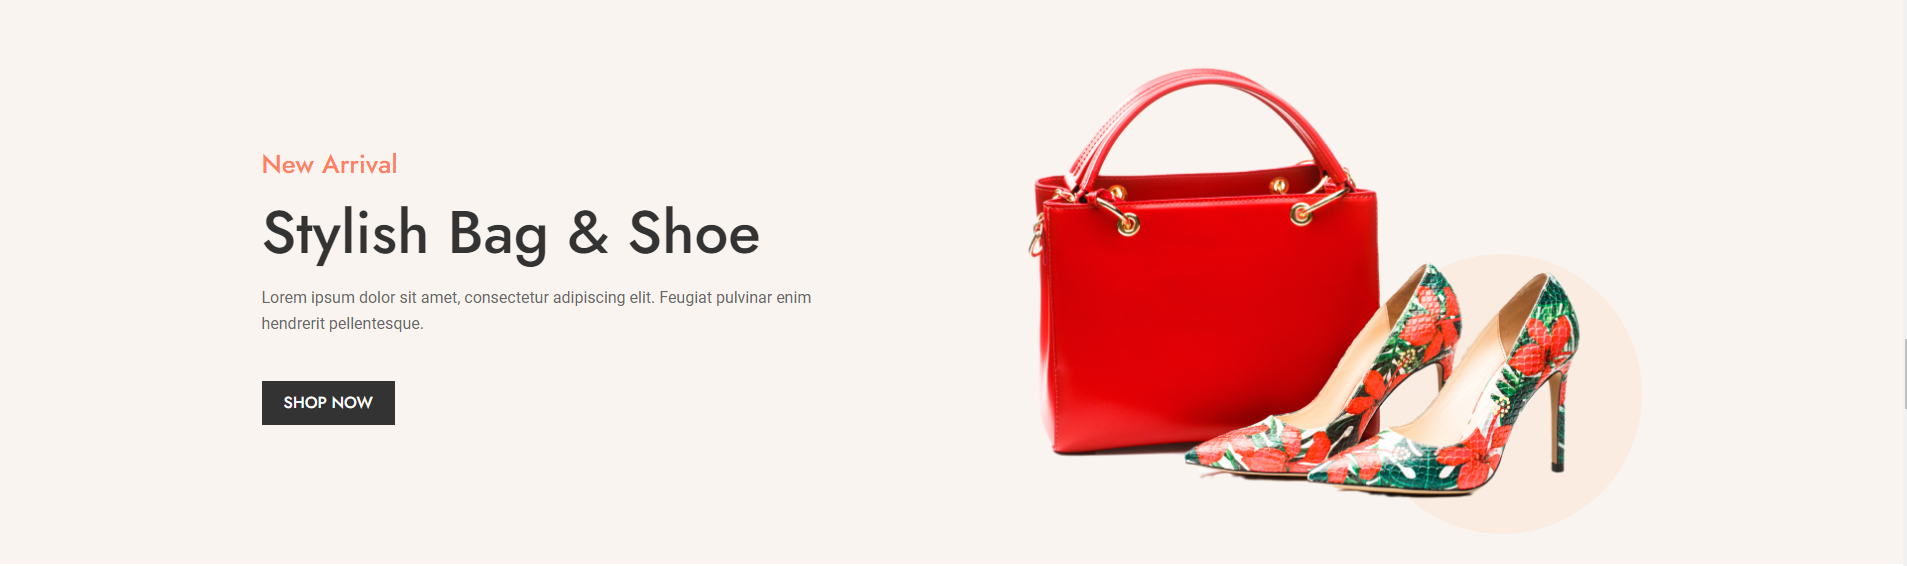 New Arrival
Stylish Bag & Shoe
Lorem ipsum dolor sit amet, consectetur adipiscing elit. Feugiat pulvinar enim
hendrerit pellentesque.
SHOP NOW